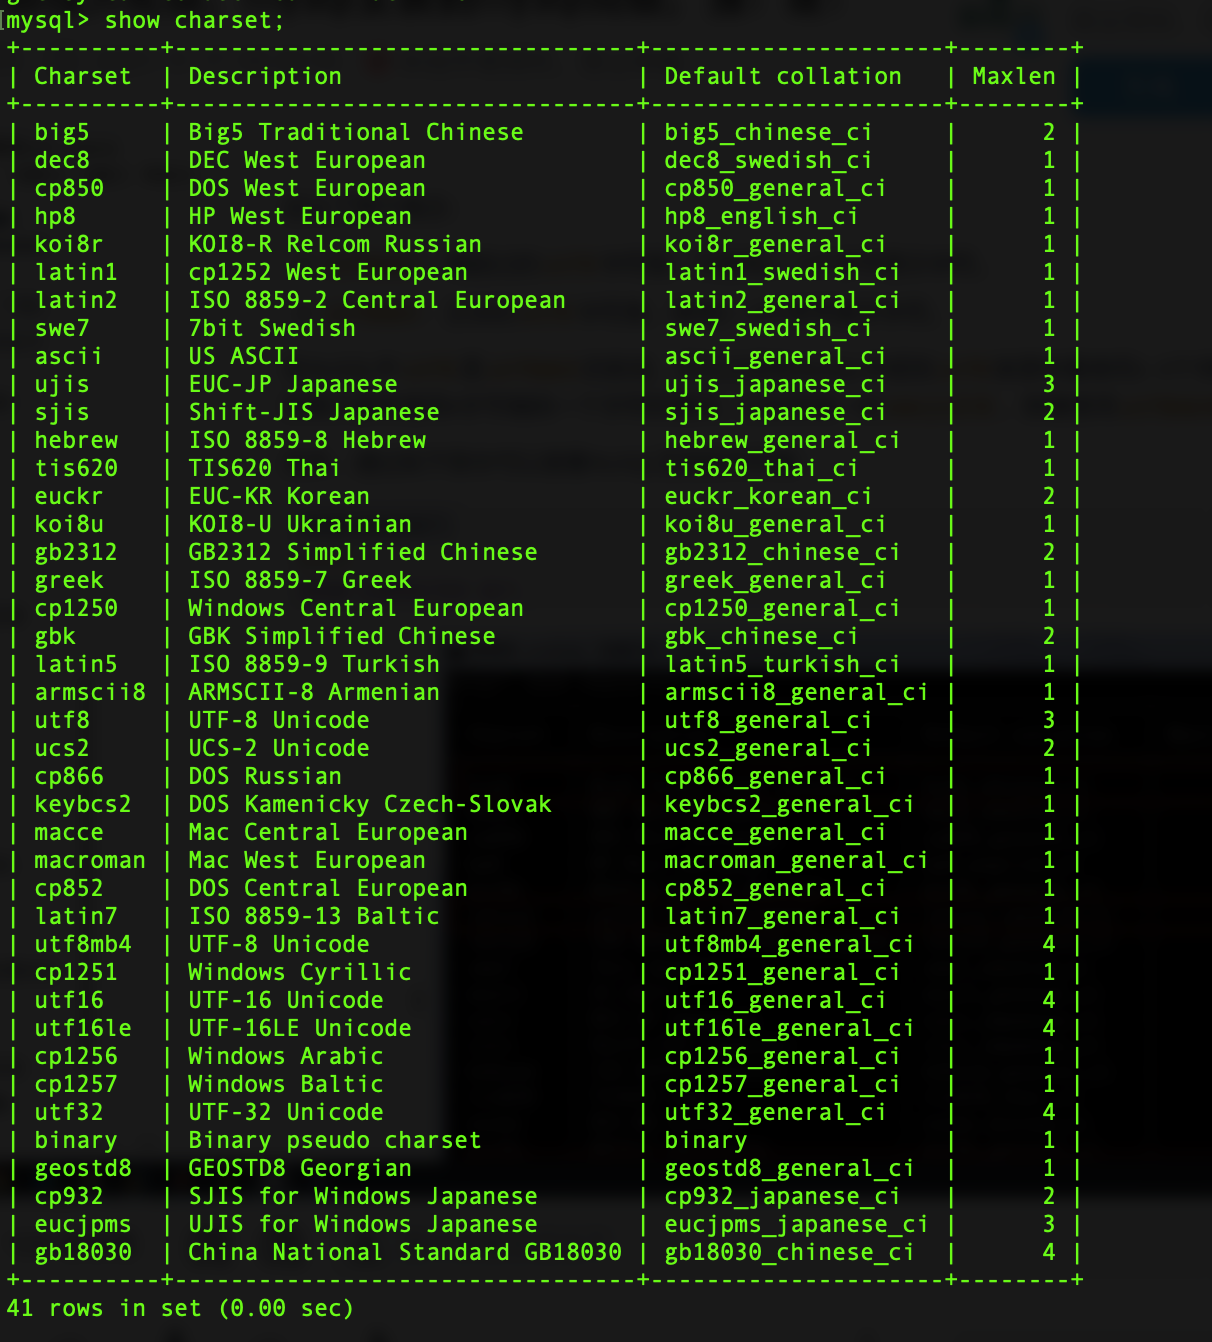 mysql> show charset;
+----------+---------------------------------+---------------------+--------+
| Charset  | Description                     | Default collation   | Maxlen |
+----------+---------------------------------+---------------------+--------+
| big5     | Big5 Traditional Chinese        | big5_chinese_ci     |      2 |
| dec8     | DEC West European               | dec8_swedish_ci     |      1 |
| cp850    | DOS West European               | cp850_general_ci    |      1 |
| hp8      | HP West European                | hp8_english_ci      |      1 |
| koi8r    | KOI8-R Relcom Russian           | koi8r_general_ci    |      1 |
| latin1   | cp1252 West European            | latin1_swedish_ci   |      1 |
| latin2   | ISO 8859-2 Central European     | latin2_general_ci   |      1 |
| swe7     | 7bit Swedish                    | swe7_swedish_ci     |      1 |
| ascii    | US ASCII                        | ascii_general_ci    |      1 |
| ujis     | EUC-JP Japanese                 | ujis_japanese_ci    |      3 |
| sjis     | Shift-JIS Japanese              | sjis_japanese_ci    |      2 |
| hebrew   | ISO 8859-8 Hebrew               | hebrew_general_ci   |      1 |
| tis620   | TIS620 Thai                     | tis620_thai_ci      |      1 |
| euckr    | EUC-KR Korean                   | euckr_korean_ci     |      2 |
| koi8u    | KOI8-U Ukrainian                | koi8u_general_ci    |      1 |
| gb2312   | GB2312 Simplified Chinese       | gb2312_chinese_ci   |      2 |
| greek    | ISO 8859-7 Greek                | greek_general_ci    |      1 |
| cp1250   | Windows Central European        | cp1250_general_ci   |      1 |
| gbk      | GBK Simplified Chinese          | gbk_chinese_ci      |      2 |
| latin5   | ISO 8859-9 Turkish              | latin5_turkish_ci   |      1 |
| armscii8 | ARMSCII-8 Armenian              | armscii8_general_ci |      1 |
| utf8     | UTF-8 Unicode                   | utf8_general_ci     |      3 |
| ucs2     | UCS-2 Unicode                   | ucs2_general_ci     |      2 |
| cp866    | DOS Russian                     | cp866_general_ci    |      1 |
| keybcs2  | DOS Kamenicky Czech-Slovak      | keybcs2_general_ci  |      1 |
| macce    | Mac Central European            | macce_general_ci    |      1 |
| macroman | Mac West European               | macroman_general_ci |      1 |
| cp852    | DOS Central European            | cp852_general_ci    |      1 |
| latin7   | ISO 8859-13 Baltic              | latin7_general_ci   |      1 |
| utf8mb4  | UTF-8 Unicode                   | utf8mb4_general_ci  |      4 |
| cp1251   | Windows Cyrillic                | cp1251_general_ci   |      1 |
| utf16    | UTF-16 Unicode                  | utf16_general_ci    |      4 |
| utf16le  | UTF-16LE Unicode                | utf16le_general_ci  |      4 |
| cp1256   | Windows Arabic                  | cp1256_general_ci   |      1 |
| cp1257   | Windows Baltic                  | cp1257_general_ci   |      1 |
| utf32    | UTF-32 Unicode                  | utf32_general_ci    |      4 |
| binary   | Binary pseudo charset           | binary              |      1 |
| geostd8  | GEOSTD8 Georgian                | geostd8_general_ci  |      1 |
| cp932    | SJIS for Windows Japanese       | cp932_japanese_ci   |      2 |
| eucjpms  | UJIS for Windows Japanese       | eucjpms_japanese_ci |      3 |
| gb18030  | China National Standard GB18030 | gb18030_chinese_ci  |      4 |
+----------+---------------------------------+---------------------+--------+
41 rows in set (0.00 sec)